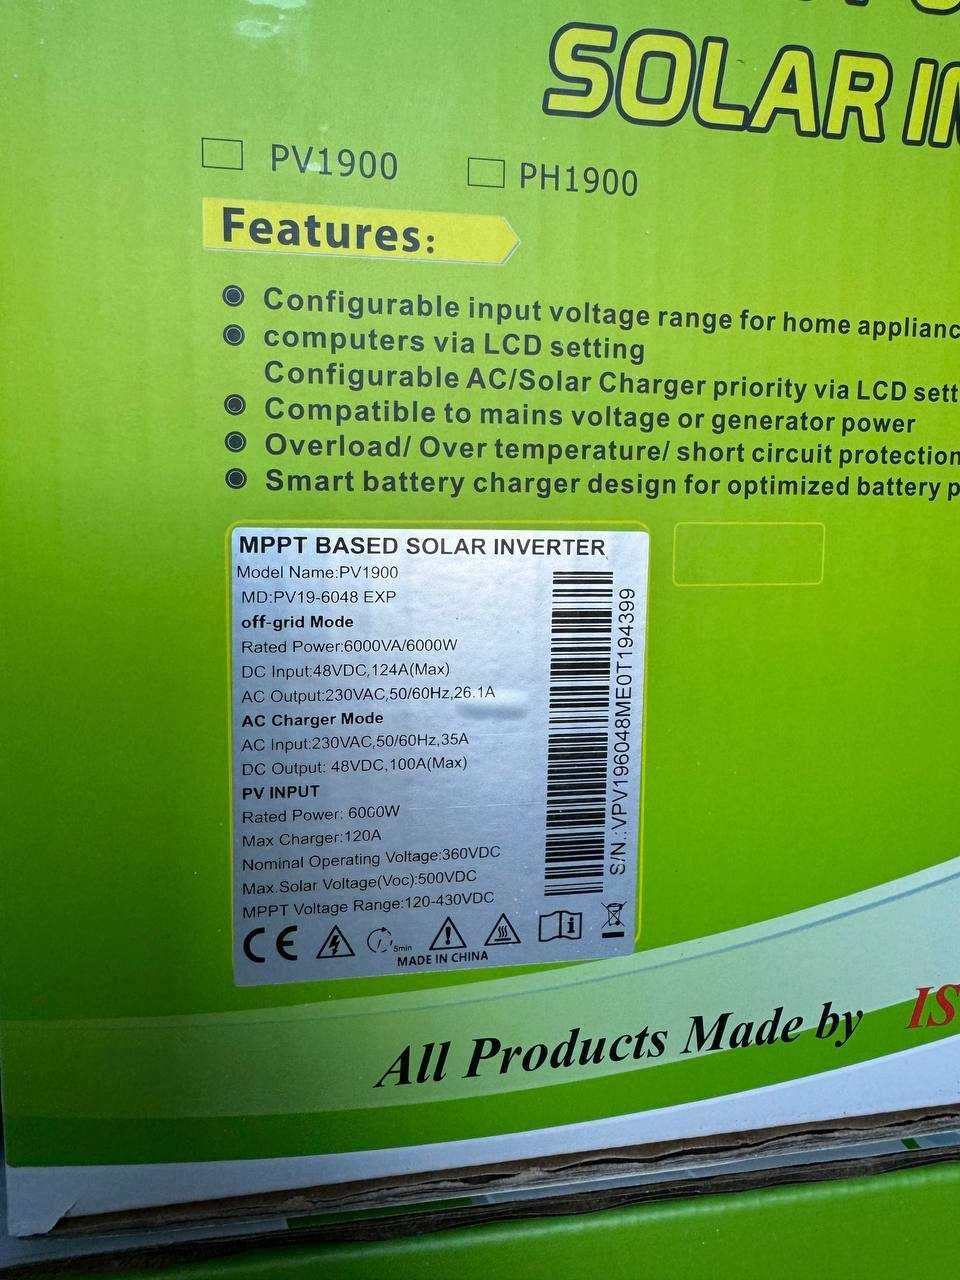 SOLAR
PV1900
PH1900
Features:
Configurable input voltage range for home
computers via LCD setting
Configurable AC/Solar Charger priority via LCD
Compatible to mains voltage or generator power
Overload/ Over temperature/ short circuit protection
Smart battery charger design for optimized battery
MPPT BASED SOLAR INVERTER
Model Name:PV1900
MD:PV19-6048 EXP
off-grid Mode
Rated Power:6000VA/6000W
DC Input:48VDC,124A(Max)
AC Output:230VAC,50/60Hz,26.1A
AC Charger Mode
AC Input:230VAC,50/60Hz,35A
DC Output: 48VDC,100A(Max)
PV INPUT
Rated Power: 6000W
Max Charger:120A
Nominal Operating Voltage:360VDC
Max.Solar Voltage(Voc):500VDC
MPPT Voltage Range:120-430VDC
CE
5min
MADE IN CHINA
S/N.:VPV196048ME0T194399
All Products Made by